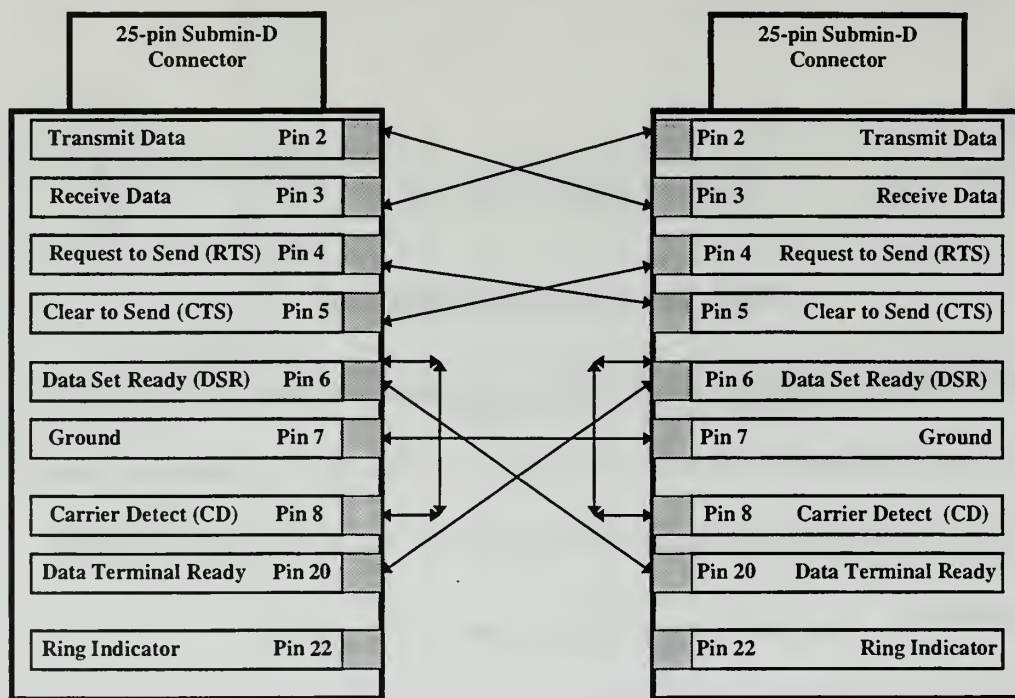 25-pin Submin-D
Connector
Transmit Data Pin 2
Receive Data Pin 3
Request to Send (RTS) Pin 4
Clear to Send (CTS) Pin 5
Data Set Ready (DSR) Pin 6
Ground Pin 7
Carrier Detect (CD) Pin 8
Data Terminal Ready Pin 20
Ring Indicator Pin 22
25-pin Submin-D
Connector
Pin 2 Transmit Data
Pin 3 Receive Data
Pin 4 Request to Send (RTS)
Pin 5 Clear to Send (CTS)
Pin 6 Data Set Ready (DSR)
Pin 7 Ground
Pin 8 Carrier Detect (CD)
Pin 20 Data Terminal Ready
Pin 22 Ring Indicator